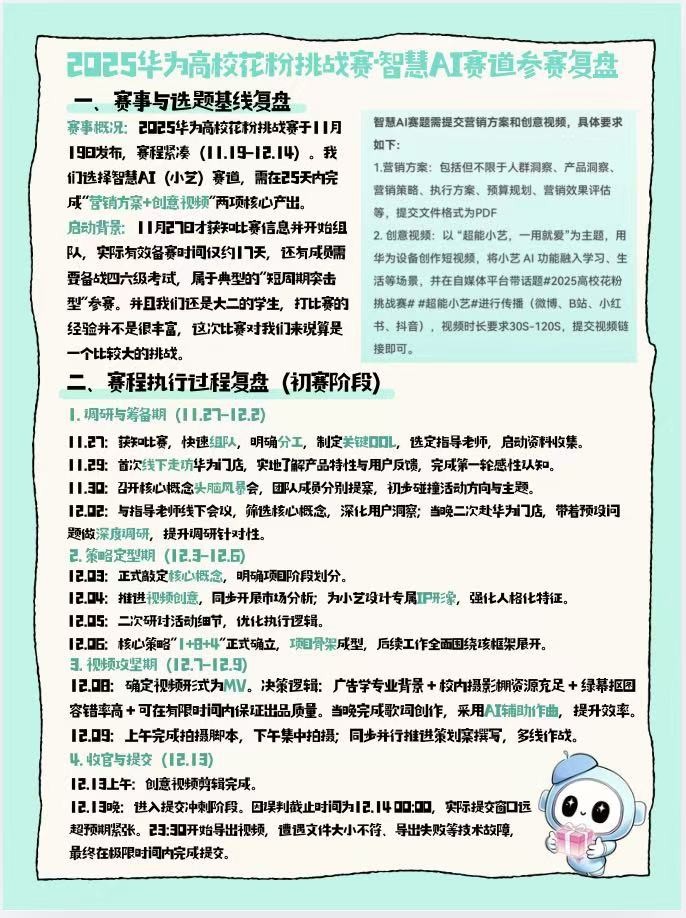 2025华为高校花粉挑战赛·智慧AI赛道参赛复盘
一、赛事与选题基线复盘
赛事概况：2025华为高校花粉挑战赛于11月
19日发布，赛程紧凑（11.19-12.14）。我
们选择智慧AI（小艺）赛道，需在25天内完
成"营销方案+创意视频"两项核心产出。
启动背景：11月27日才获知比赛信息并开始组
队，实际有效备赛时间仅约17天，还有成员需
要备战四六级考试，属于典型的"短周期突击
型"参赛。并且我们还是大二的学生，打比赛的
经验并不是很丰富，这次比赛对我们来说算是
一个比较大的挑战。
智慧AI赛题需提交营销方案和创意视频，具体要求
如下：
1.营销方案：包括但不限于人群洞察、产品洞察、
营销策略、执行方案、预算规划、营销效果评估
等，提交文件格式为PDF
2. 创意视频：以 “超能小艺，一用就爱”为主题，用
华为设备创作短视频，将小艺 AI 功能融入学习、生
活等场景，并在自媒体平台带话题#2025高校花粉
挑战赛# #超能小艺#进行传播（微博、B站、小红
书、抖音），视频时长要求30S-120S，提交视频链
接即可。
二、赛程执行过程复盘（初赛阶段）
1. 调研与筹备期（11.27-12.2）
11.27：获知比赛，快速组队，明确分工，制定关键DDL，选定指导老师，启动资料收集。
11.29：首次线下走访华为门店，实地了解产品特性与用户反馈，完成第一轮感性认知。
11.30：召开核心概念头脑风暴会，团队成员分别提案，初步碰撞活动方向与主题。
12.02：与指导老师线下会议，筛选核心概念，深化用户洞察；当晚二次赴华为门店，带着预设问
题做深度调研，提升调研针对性。
2. 策略定型期（12.3-12.6）
12.03：正式敲定核心概念，明确项目阶段划分。
12.04：推进视频创意，同步开展市场分析；为小艺设计专属IP形象，强化人格化特征。
12.05：二次研讨活动细节，优化执行逻辑。
12.06：核心策略"1+8+4"正式确立，项目骨架成型，后续工作全面围绕该框架展开。
3. 视频攻坚期（12.7-12.9）
12.08：确定视频形式为MV。决策逻辑：广告学专业背景 + 校内摄影棚资源充足 + 绿幕抠图
容错率高 + 可在有限时间内保证出品质量。当晚完成歌词创作，采用AI辅助作曲，提升效率。
12.09：上午完成拍摄脚本，下午集中拍摄；同步并行推进策划案撰写，多线作战。
4. 收官与提交（12.13）
12.13上午：创意视频剪辑完成。
12.13晚：进入提交冲刺阶段。因误判截止时间为12.14 00:00，实际提交窗口远
超预期紧张。23:30开始导出视频，遭遇文件大小不符、导出失败等技术故障，
最终在极限时间内完成提交。